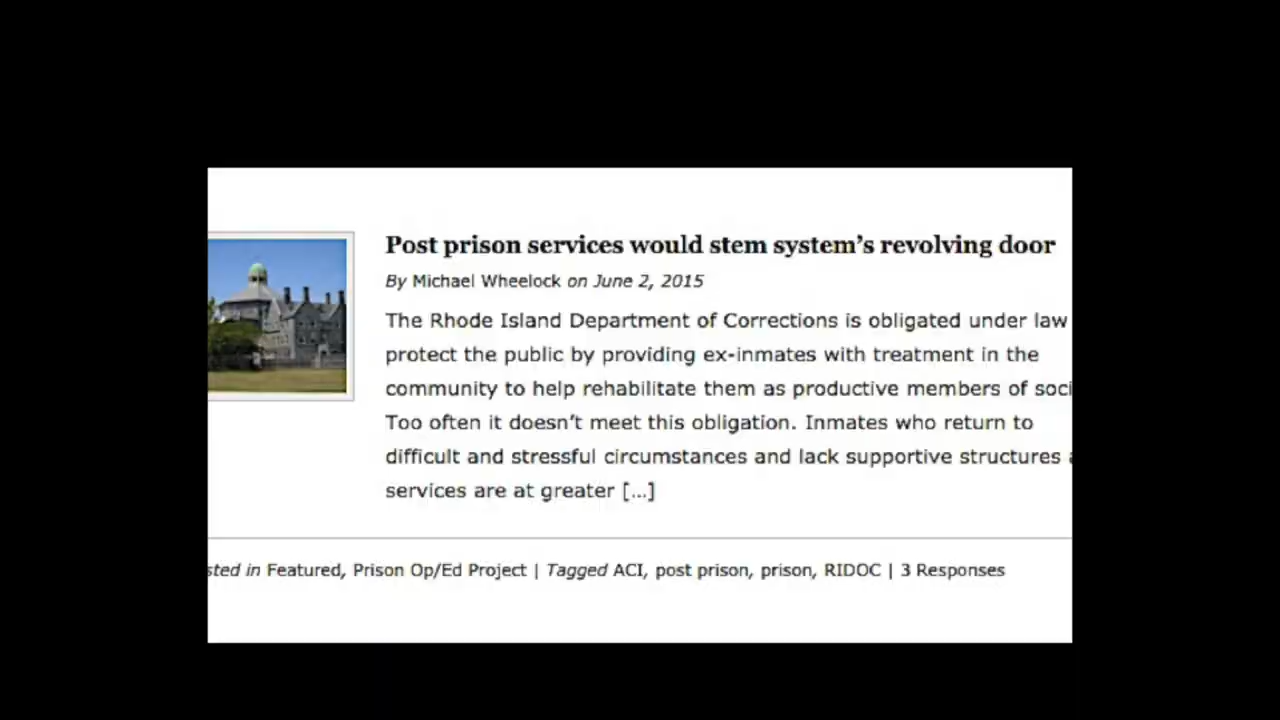 Post prison services would stem system's revolving door
By Michael Wheelock on June 2, 2015
The Rhode Island Department of Corrections is obligated under law
protect the public by providing ex-inmates with treatment in the
community to help rehabilitate them as productive members of soci
Too often it doesn't meet this obligation. Inmates who return to
difficult and stressful circumstances and lack supportive structures
services are at greater [...]
sted in Featured, Prison Op/Ed Project | Tagged ACI, post prison, prison, RIDOC | 3 Responses